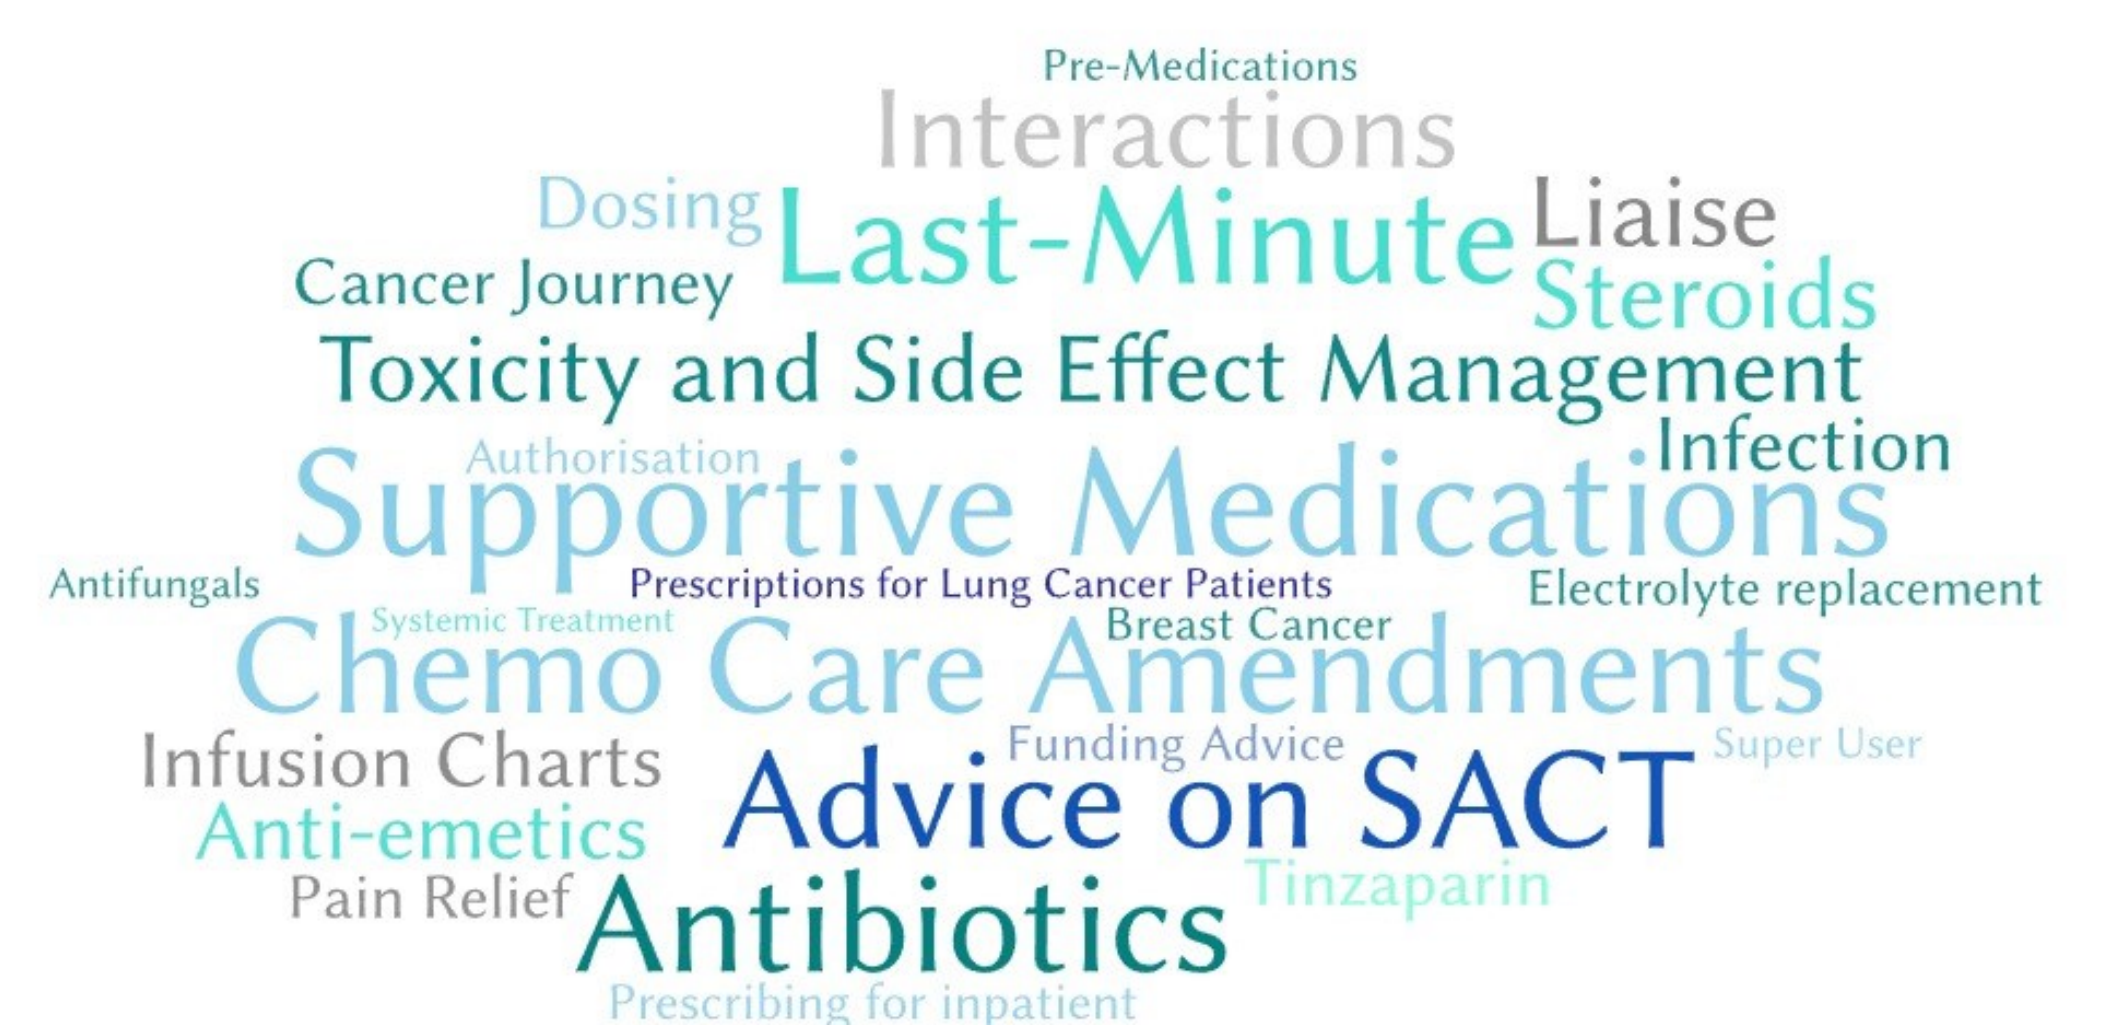 Pre-Medications
Interactions
Dosing
Last-Minute
Liaise
Cancer Journey
Steroids
Toxicity and Side Effect Management
Infection
Authorisation
Supportive Medications
Antifungals
Prescriptions for Lung Cancer Patients
Electrolyte replacement
Systemic Treatment
Breast Cancer
Chemo Care Amendments
Infusion Charts
Funding Advice
Super User
Advice on SACT
Anti-emetics
Pain Relief
Tinzaparin
Antibiotics
Prescribing for inpatient